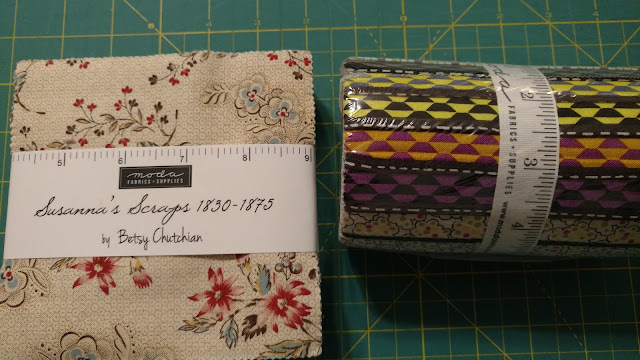 5 6 7 8 9
moda
FABRICS + SUPPLIES
Susanna's Scraps 1830-1875
by Betsy Chutchian
2
3
4
FABRICS + SUPPLIES